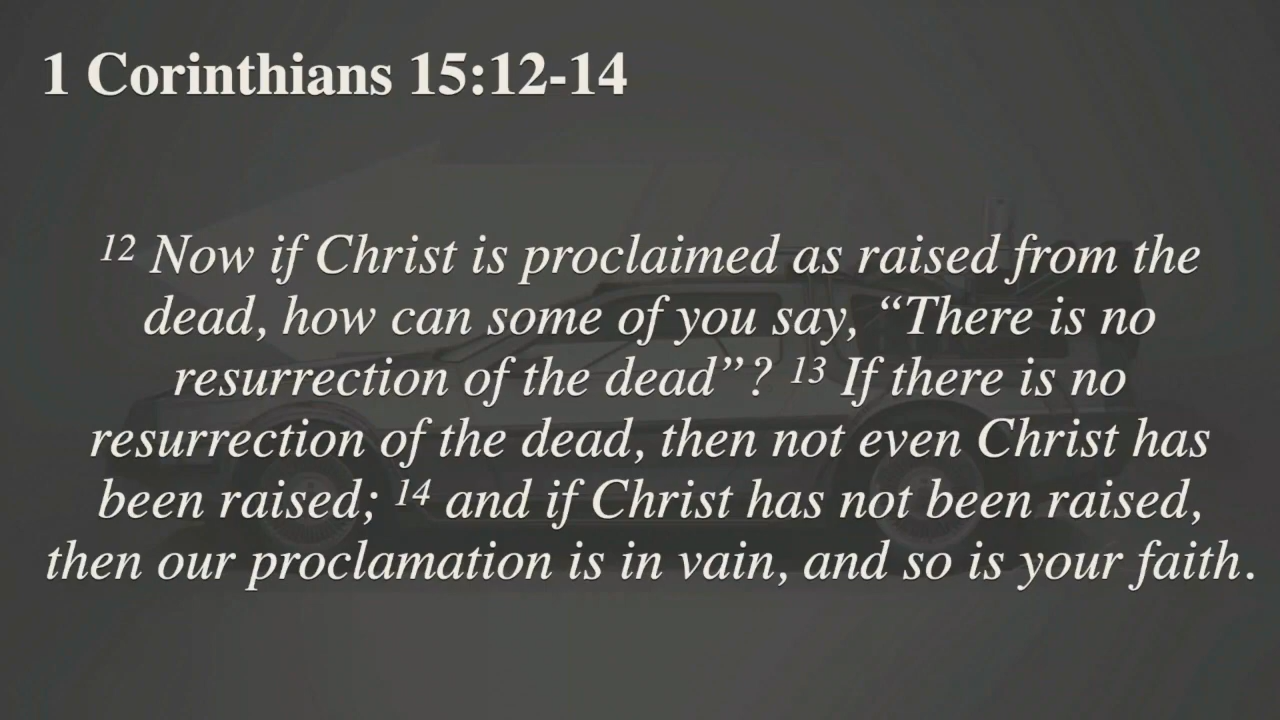 1 Corinthians 15:12-14
12 Now if Christ is proclaimed as raised from the
dead, how can some of you say, “There is no
resurrection of the dead”? 13 If there is no
resurrection of the dead, then not even Christ has
been raised; 14 and if Christ has not been raised,
then our proclamation is in vain, and so is your faith.